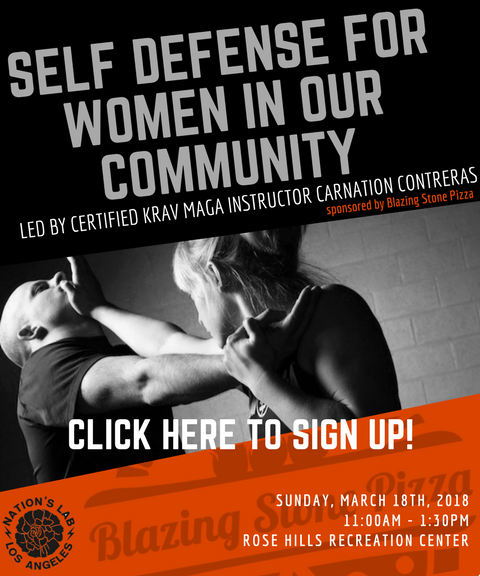 SELF DEFENSE FOR
WOMEN IN OUR
COMMUNITY
LED BY CERTIFIED KRAV MAGA INSTRUCTOR CARNATION CONTRERAS
sponsored by Blazing Stone Pizza
CLICK HERE TO SIGN UP!
Blazing Stone Pizza
SUNDAY, MARCH 18TH, 2018
11:00AM - 1:30PM
ROSE HILLS RECREATION CENTER
NATION'S LAB
LOS ANGELES